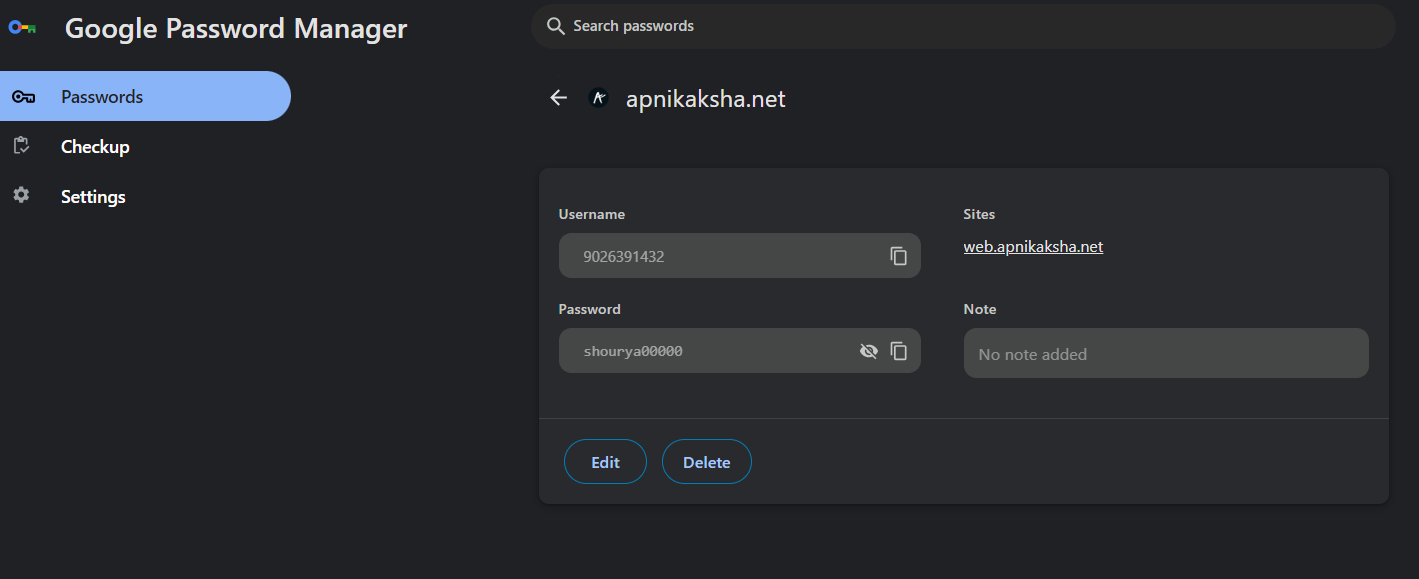 Google Password Manager
Search passwords
Passwords
Checkup
Settings
apnikaksha.net
Username
9026391432
Sites
web.apnikaksha.net
Password
shourya00000
Note
No note added
Edit
Delete